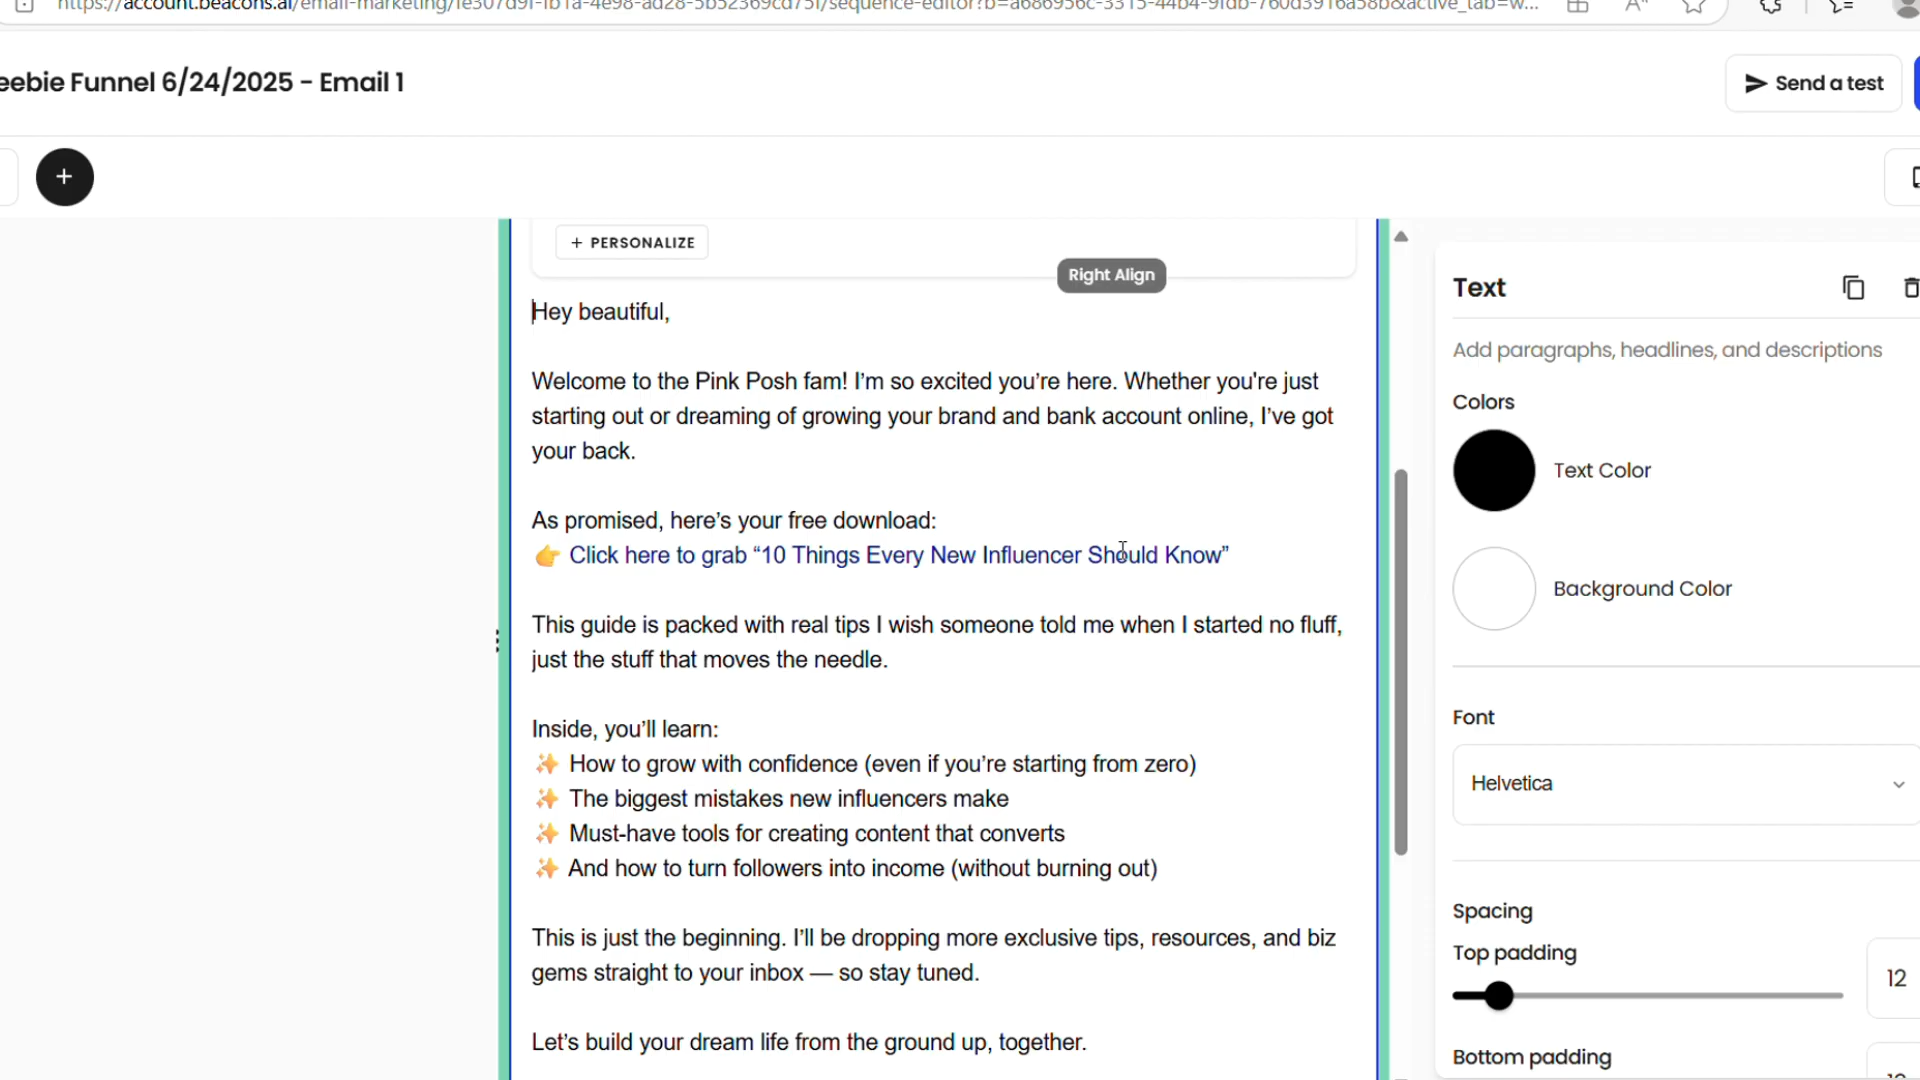 https://account.beacons.ai/email-marketing/
eebie Funnel 6/24/2025 - Email 1
Send a test
+
+ PERSONALIZE
Right Align
Hey beautiful,
Welcome to the Pink Posh fam! I’m so excited you’re here. Whether you're just
starting out or dreaming of growing your brand and bank account online, I’ve got
your back.
As promised, here’s your free download:
👉 Click here to grab “10 Things Every New Influencer Should Know”
This guide is packed with real tips I wish someone told me when I started no fluff,
just the stuff that moves the needle.
Inside, you’ll learn:
✨ How to grow with confidence (even if you’re starting from zero)
✨ The biggest mistakes new influencers make
✨ Must-have tools for creating content that converts
✨ And how to turn followers into income (without burning out)
This is just the beginning. I’ll be dropping more exclusive tips, resources, and biz
gems straight to your inbox — so stay tuned.
Let’s build your dream life from the ground up, together.
Text
Add paragraphs, headlines, and descriptions
Colors
Text Color
Background Color
Font
Helvetica
Spacing
Top padding
12
Bottom padding